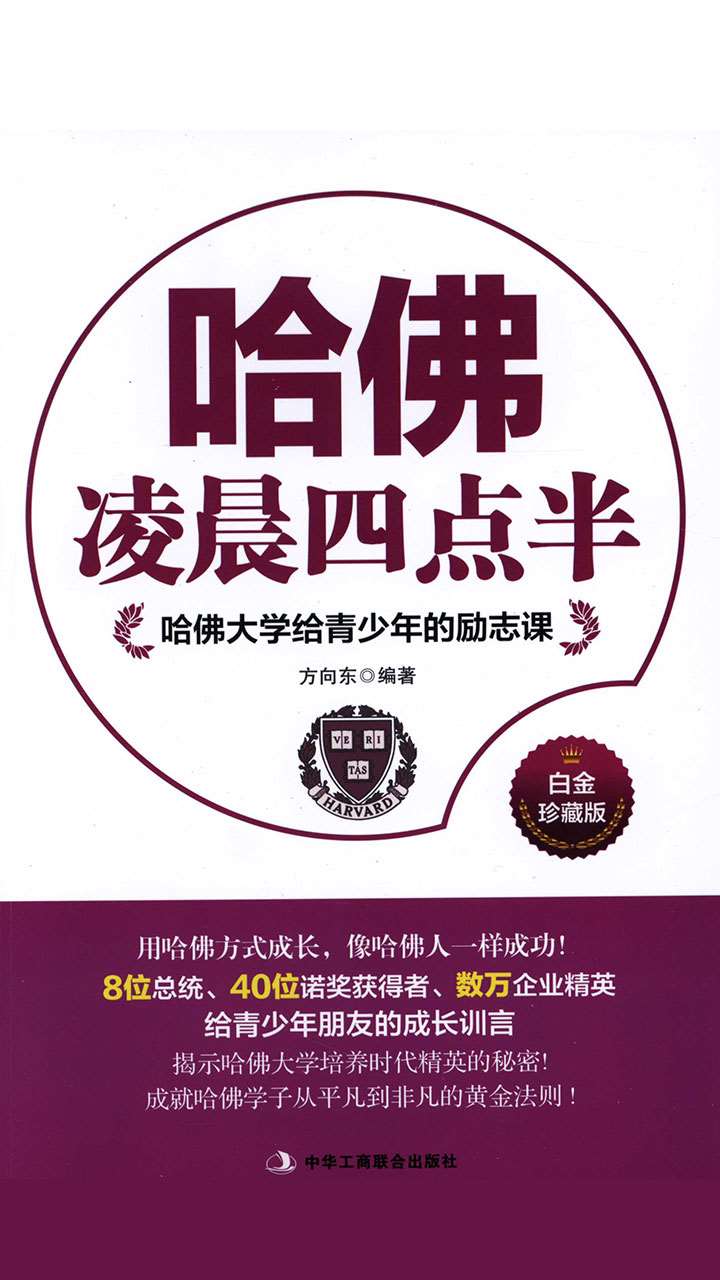 哈佛
凌晨四点半
哈佛大学给青少年的励志课
方向东◎编著
VE RI
TAS
HARVARD
白金
珍藏版
用哈佛方式成长，像哈佛人一样成功！
8位总统、40位诺奖获得者、数万企业精英
给青少年朋友的成长训言
揭示哈佛大学培养时代精英的秘密！
成就哈佛学子从平凡到非凡的黄金法则！
中华工商联合出版社